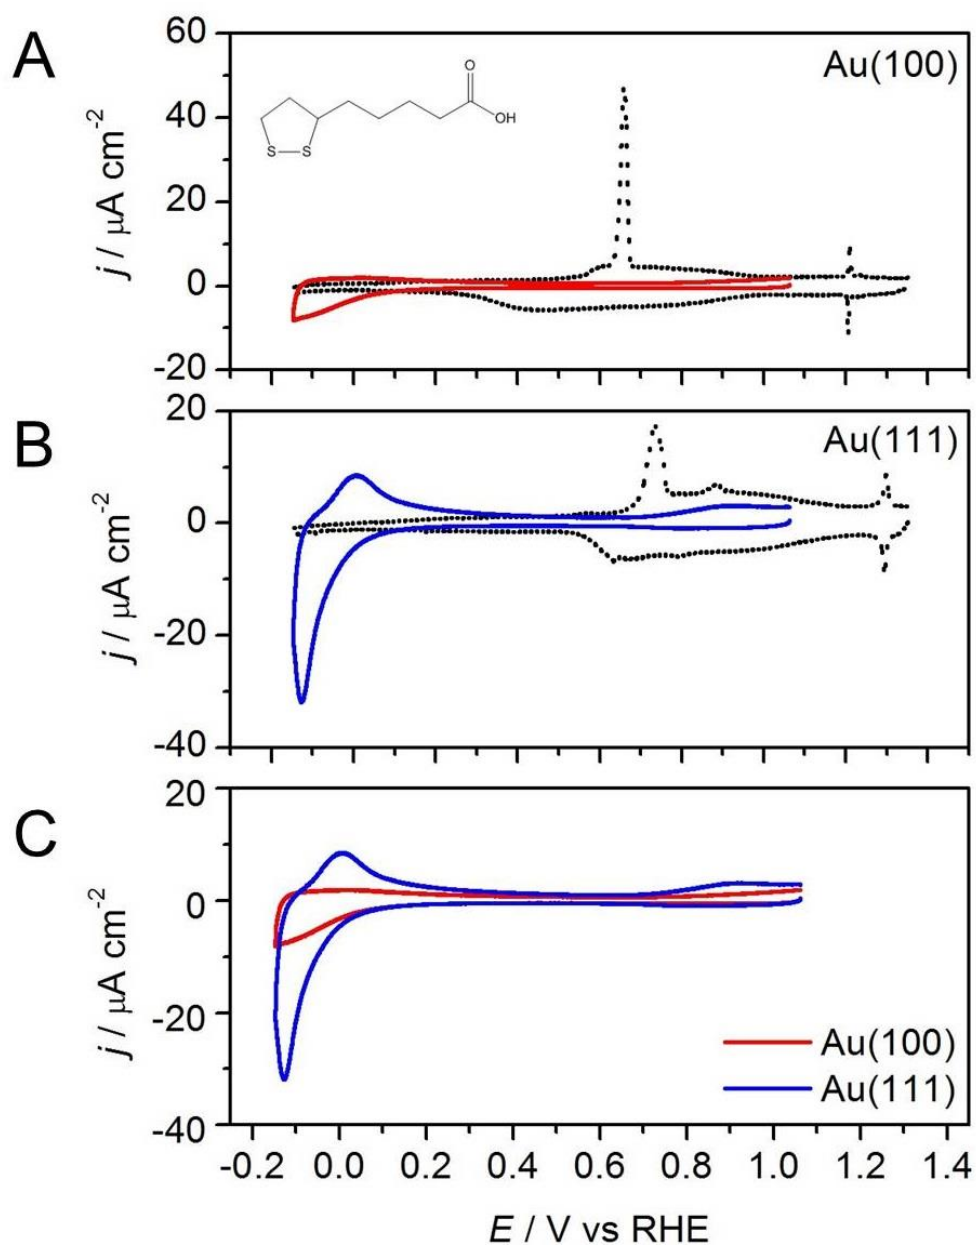 A
60
40
20
0
-20
j / μA cm⁻²
Au(100)
O
OH
S
S
B
20
0
-20
-40
j / μA cm⁻²
Au(111)
C
20
0
-20
-40
j / μA cm⁻²
Au(100)
Au(111)
-0.2 0.0 0.2 0.4 0.6 0.8 1.0 1.2 1.4
E / V vs RHE